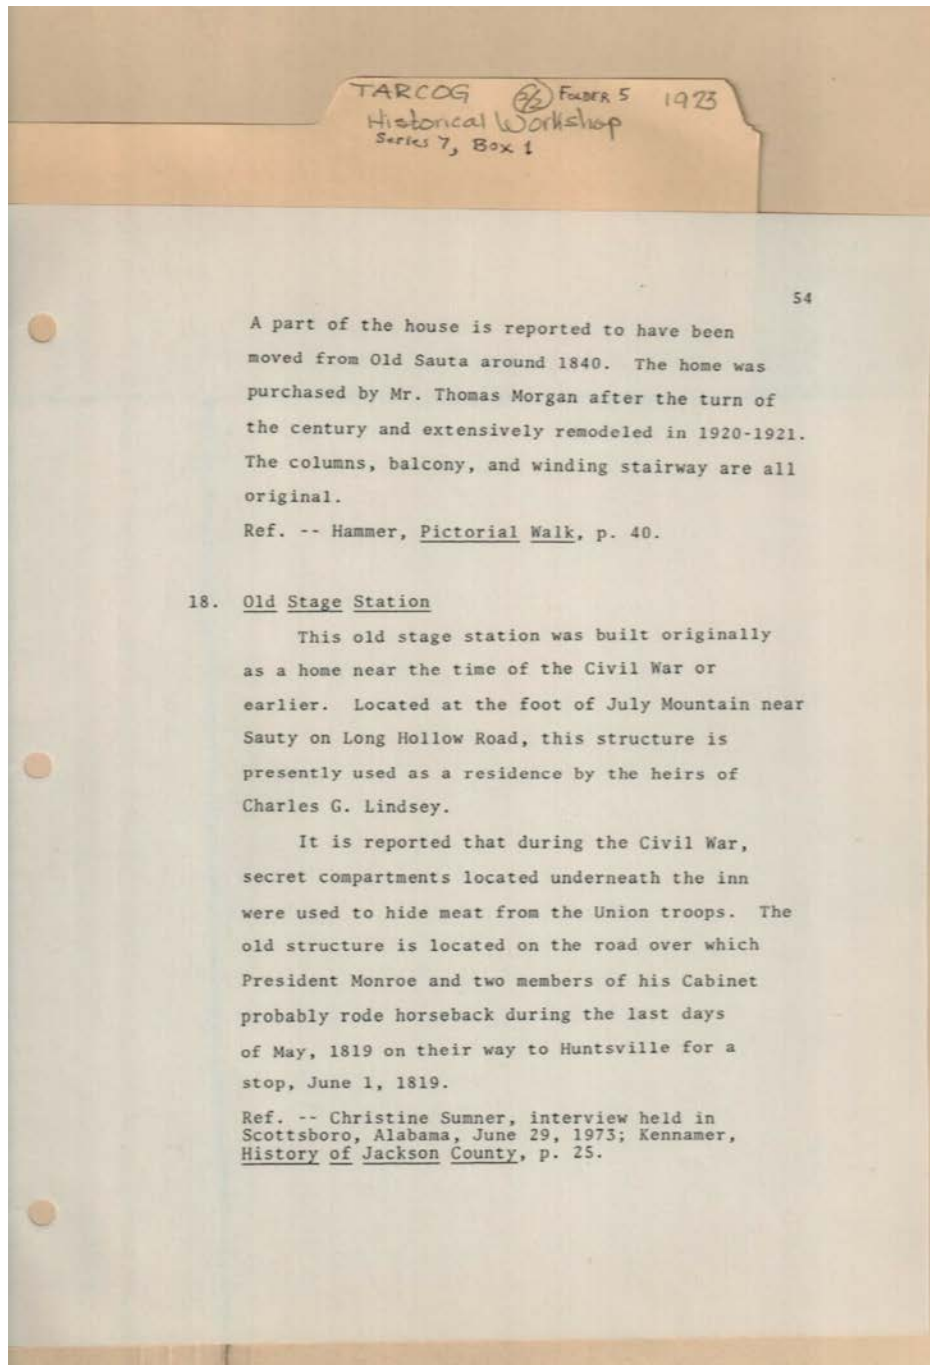 TARCOG 2/2 FOLDER 5 1973
Historical Workshop
Series 7, Box 1
54
A part of the house is reported to have been
moved from Old Sauta around 1840. The home was
purchased by Mr. Thomas Morgan after the turn of
the century and extensively remodeled in 1920-1921.
The columns, balcony, and winding stairway are all
original.
Ref. -- Hammer, Pictorial Walk, p. 40.
18. Old Stage Station
This old stage station was built originally
as a home near the time of the Civil War or
earlier. Located at the foot of July Mountain near
Sauty on Long Hollow Road, this structure is
presently used as a residence by the heirs of
Charles G. Lindsey.
It is reported that during the Civil War,
secret compartments located underneath the inn
were used to hide meat from the Union troops. The
old structure is located on the road over which
President Monroe and two members of his Cabinet
probably rode horseback during the last days
of May, 1819 on their way to Huntsville for a
stop, June 1, 1819.
Ref. -- Christine Sumner, interview held in
Scottsboro, Alabama, June 29, 1973; Kennamer,
History of Jackson County, p. 25.